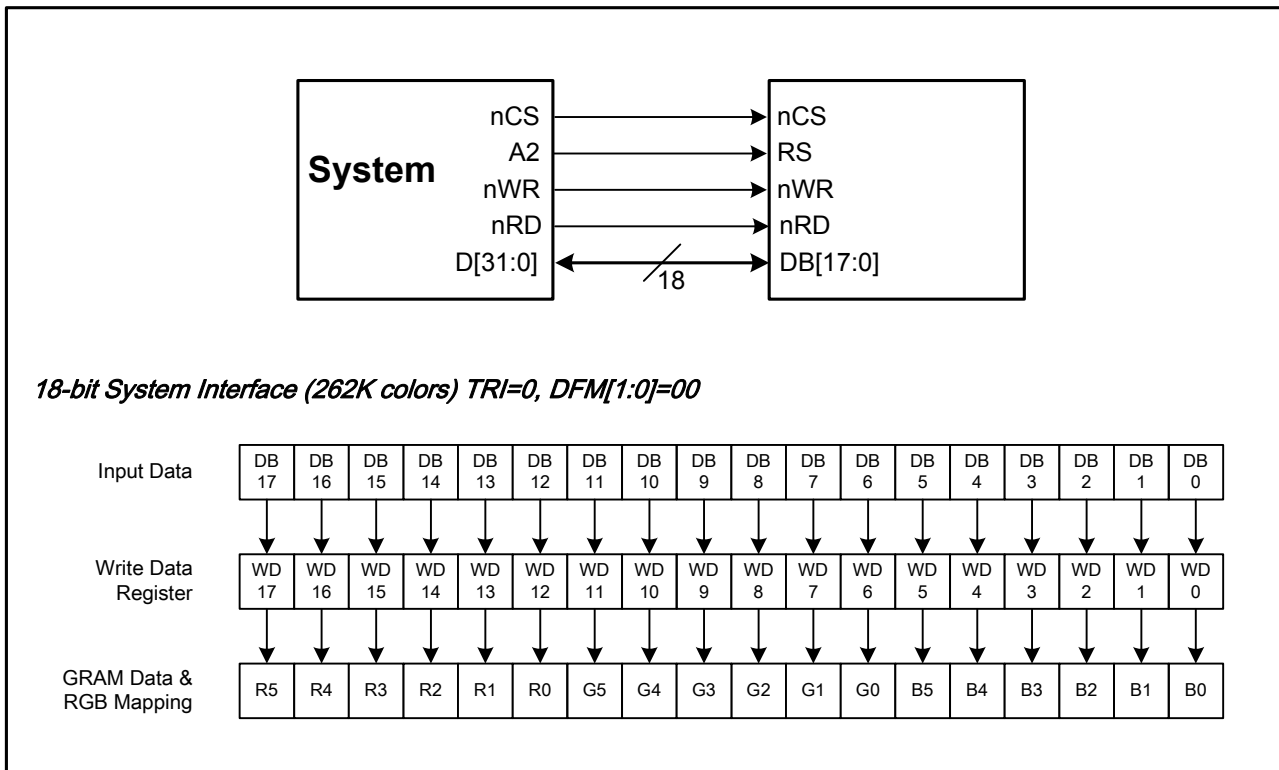 System
nCS nCS
A2 RS
nWR nWR
nRD nRD
D[31:0] 18 DB[17:0]
18-bit System Interface (262K colors) TRI=0, DFM[1:0]=00
Input Data DB 17 DB 16 DB 15 DB 14 DB 13 DB 12 DB 11 DB 10 DB 9 DB 8 DB 7 DB 6 DB 5 DB 4 DB 3 DB 2 DB 1 DB 0
Write Data Register WD 17 WD 16 WD 15 WD 14 WD 13 WD 12 WD 11 WD 10 WD 9 WD 8 WD 7 WD 6 WD 5 WD 4 WD 3 WD 2 WD 1 WD 0
GRAM Data & RGB Mapping R5 R4 R3 R2 R1 R0 G5 G4 G3 G2 G1 G0 B5 B4 B3 B2 B1 B0